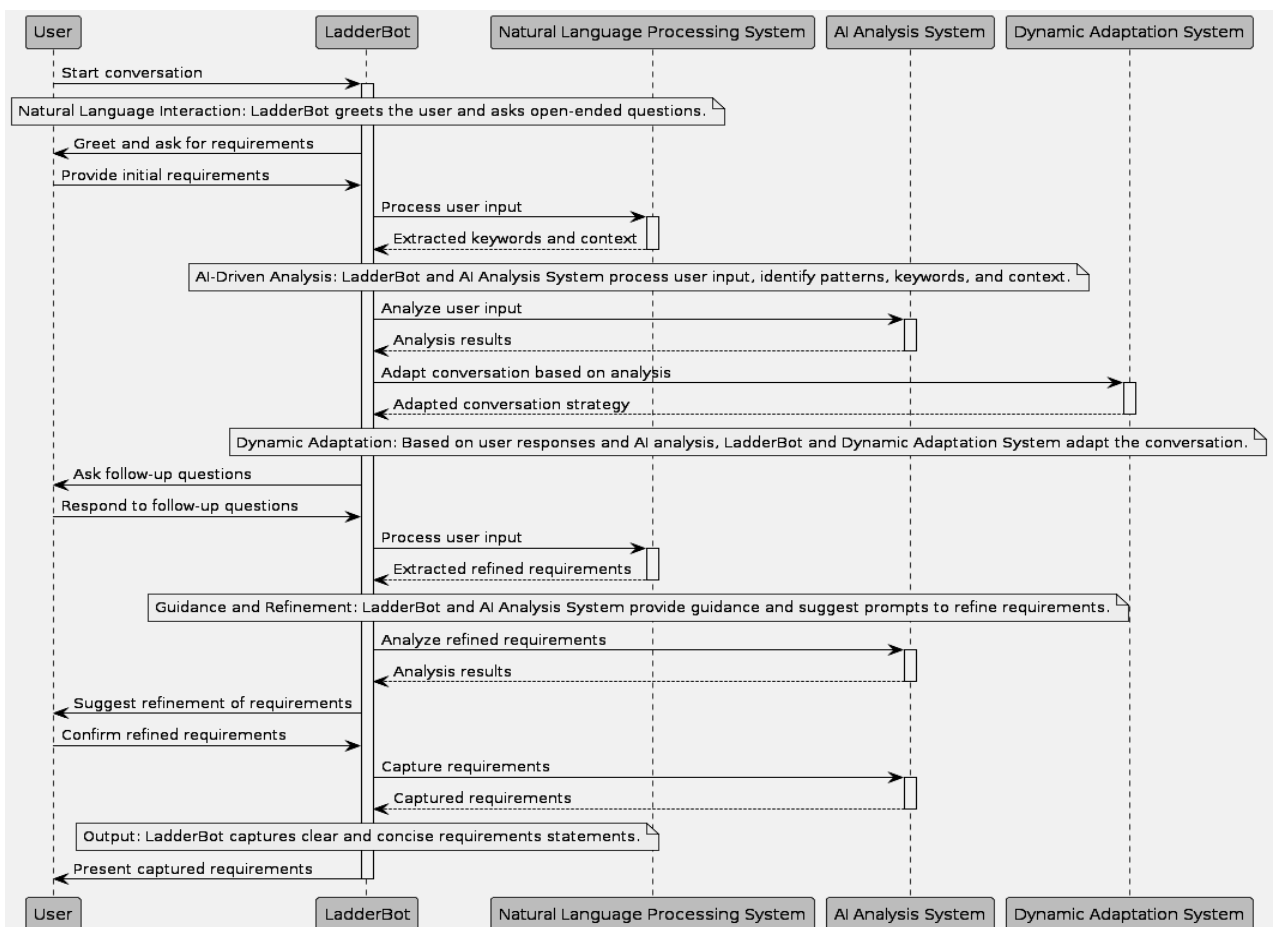 User
LadderBot
Natural Language Processing System
AI Analysis System
Dynamic Adaptation System
Start conversation
Natural Language Interaction: LadderBot greets the user and asks open-ended questions.
Greet and ask for requirements
Provide initial requirements
Process user input
Extracted keywords and context
AI-Driven Analysis: LadderBot and AI Analysis System process user input, identify patterns, keywords, and context.
Analyze user input
Analysis results
Adapt conversation based on analysis
Adapted conversation strategy
Dynamic Adaptation: Based on user responses and AI analysis, LadderBot and Dynamic Adaptation System adapt the conversation.
Ask follow-up questions
Respond to follow-up questions
Process user input
Extracted refined requirements
Guidance and Refinement: LadderBot and AI Analysis System provide guidance and suggest prompts to refine requirements.
Analyze refined requirements
Analysis results
Suggest refinement of requirements
Confirm refined requirements
Capture requirements
Captured requirements
Output: LadderBot captures clear and concise requirements statements.
Present captured requirements
User
LadderBot
Natural Language Processing System
AI Analysis System
Dynamic Adaptation System